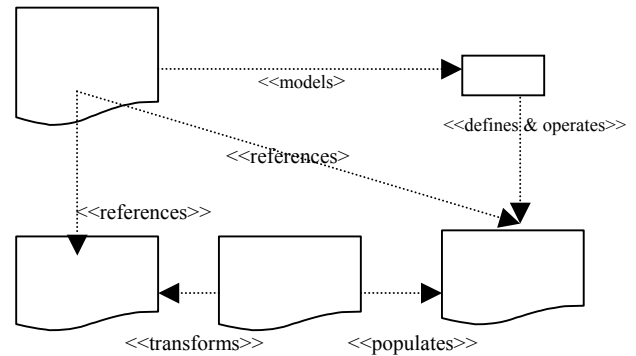 <<models>
<<defines & operates>>
<<references>
<<references>>
<<transforms>>
<<populates>>